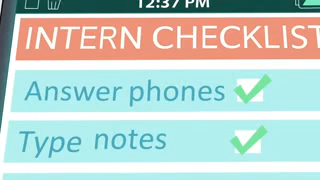 12:37 PM
INTERN CHECKLIST
Answer phones
Type notes